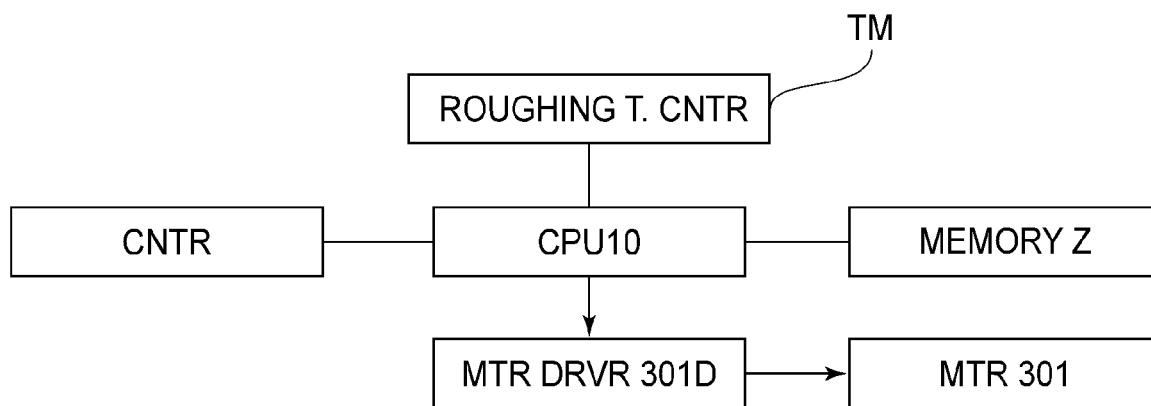 TM
ROUGHING T. CNTR
CNTR
CPU10
MEMORY Z
MTR DRVR 301D
MTR 301